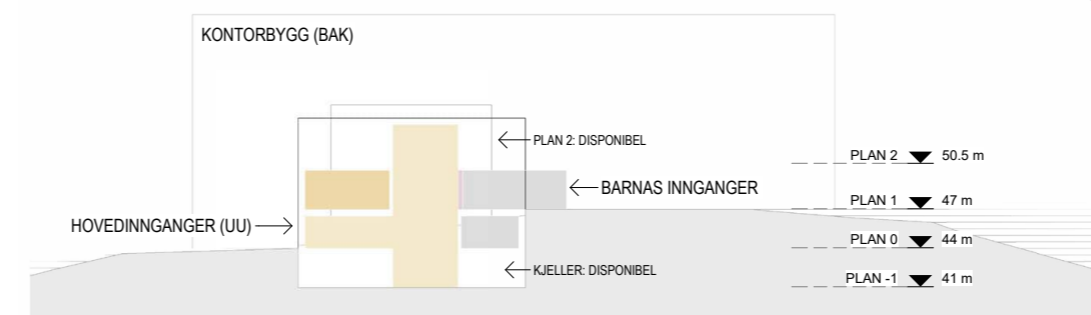 KONTORBYGG (BAK)
PLAN 2: DISPONIBEL
PLAN 2 50.5 m
BARNAS INNGANGER
PLAN 1 47 m
HOVEDINNGANGER (UU)
PLAN 0 44 m
KJELLER: DISPONIBEL
PLAN -1 41 m